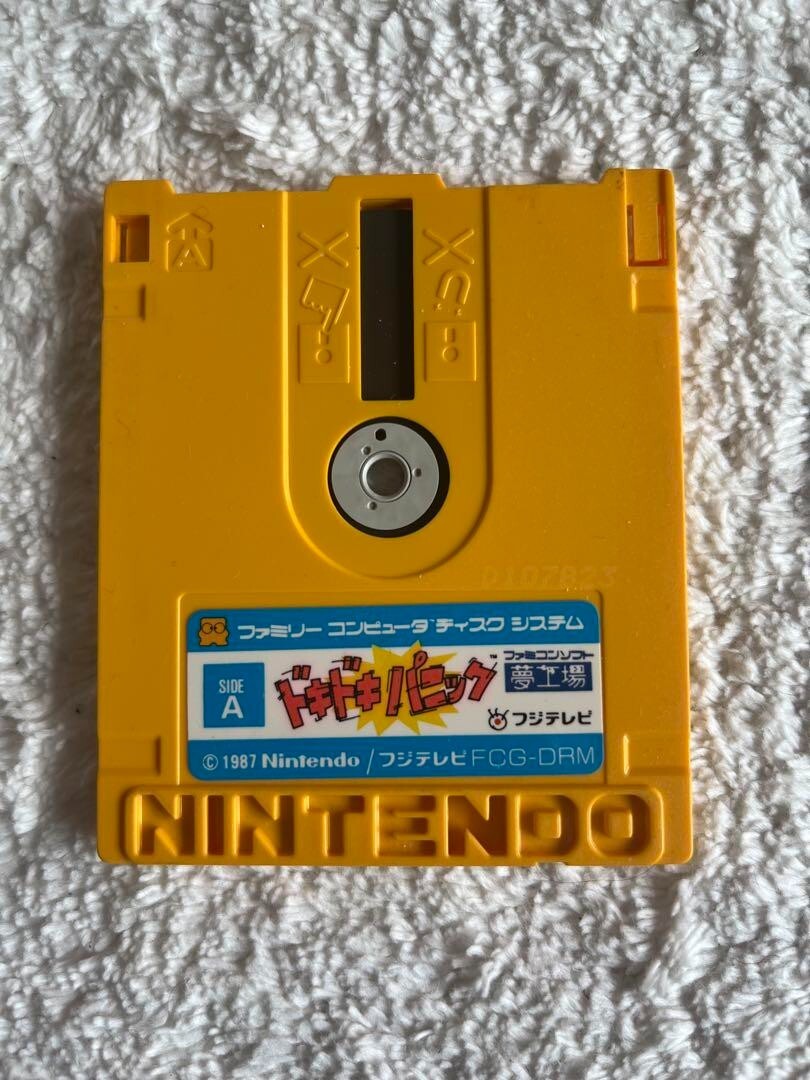 A
D107823
ファミリー コンピュータ ディスク システム
SIDE
A
ドキドキパニック
TM
ファミコンソフト
夢工場
フジテレビ
© 1987 Nintendo / フジテレビ FCG-DRM
NINTENDO